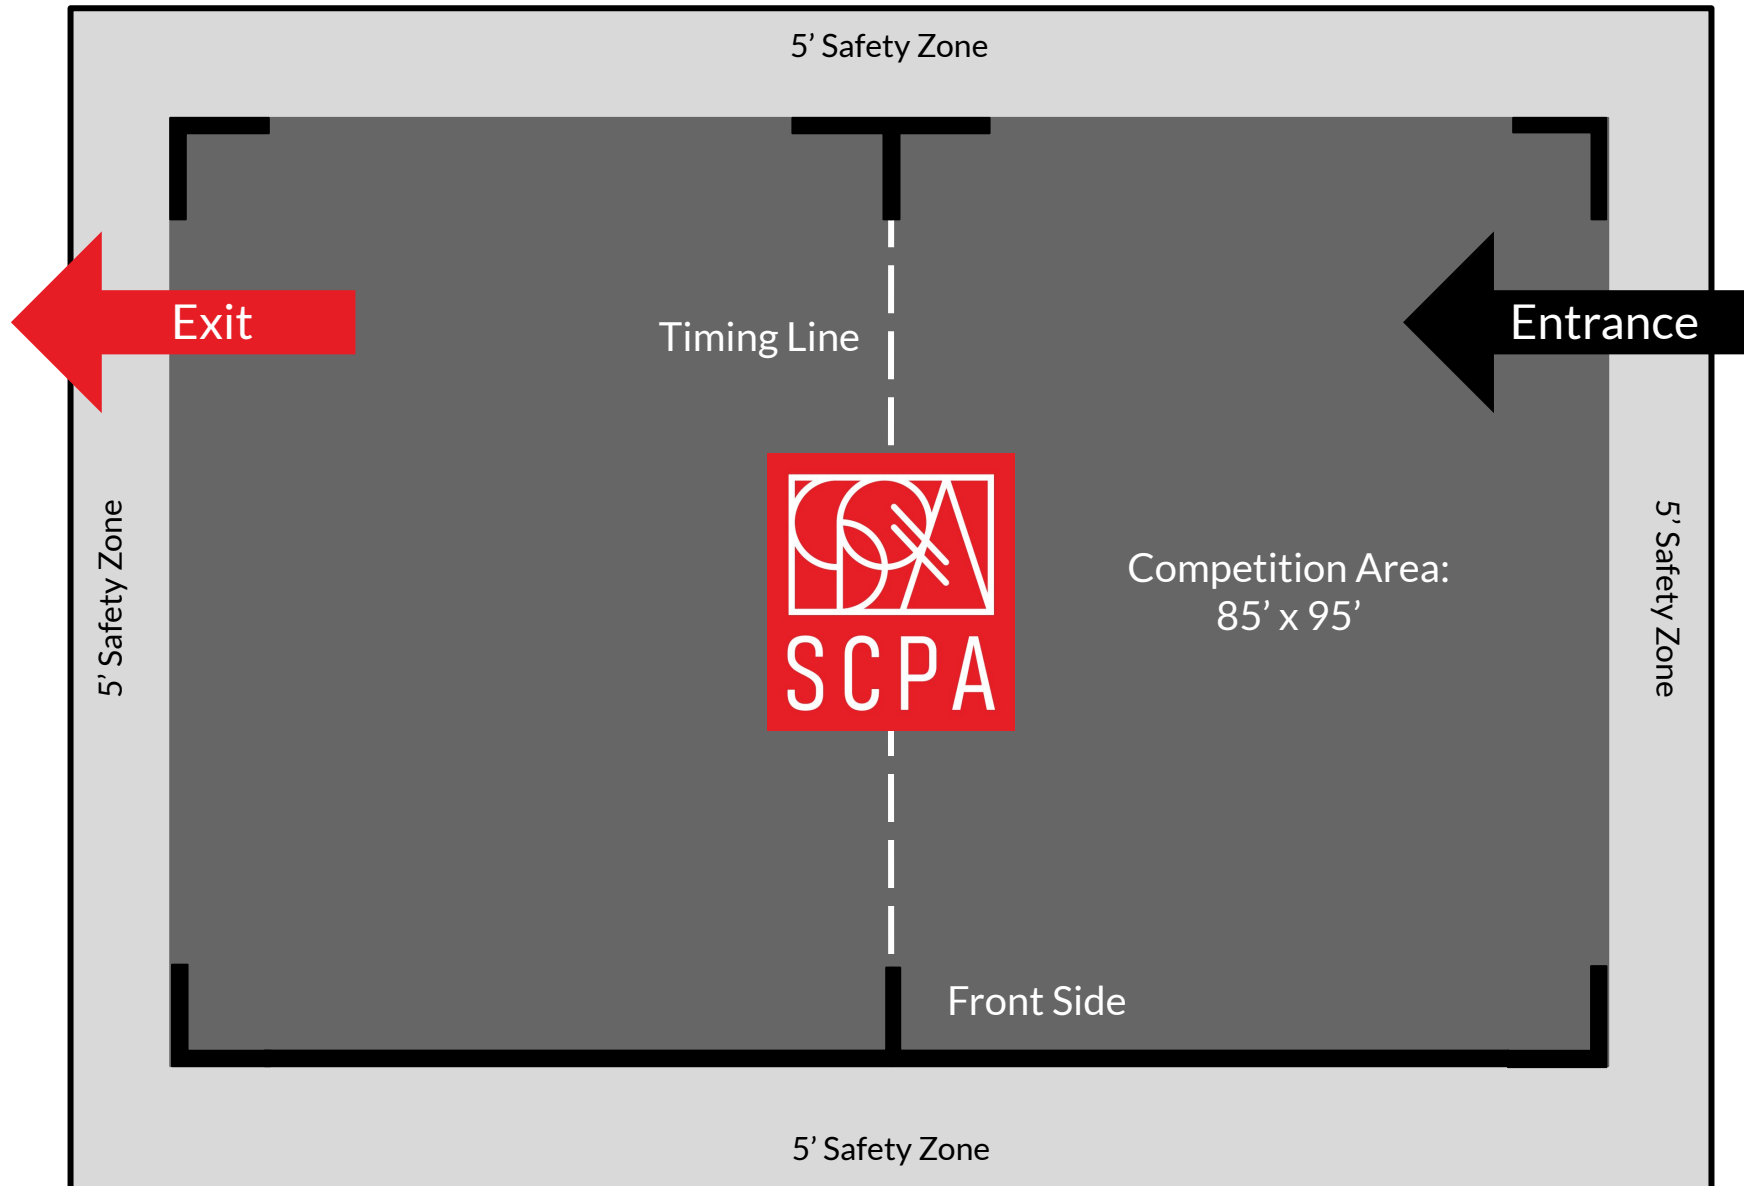 5’ Safety Zone
Exit
Timing Line
Entrance
5’ Safety Zone
SCPA
Competition Area:
85’ x 95’
5’ Safety Zone
Front Side
5’ Safety Zone